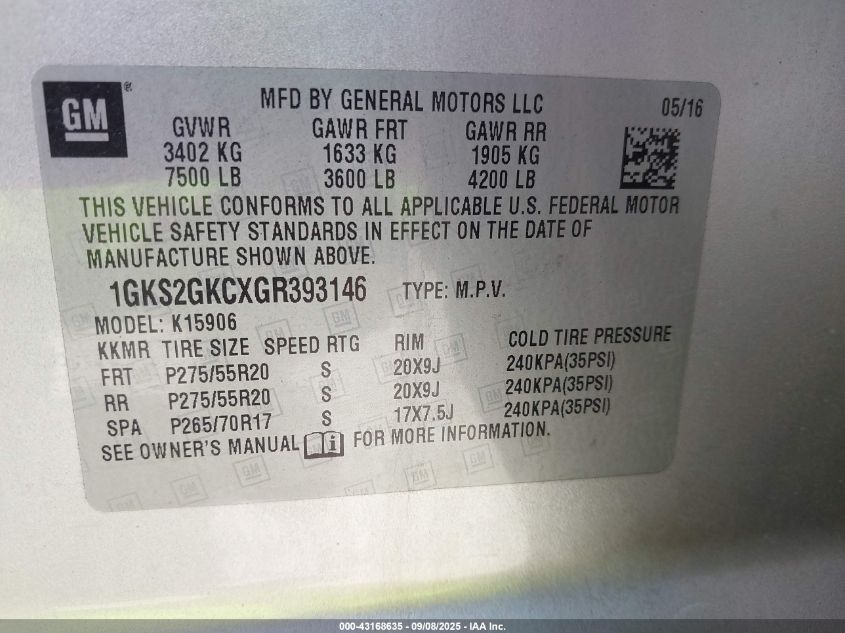 GM®
MFD BY GENERAL MOTORS LLC 05/16
GVWR GAWR FRT GAWR RR
3402 KG 1633 KG 1905 KG
7500 LB 3600 LB 4200 LB
THIS VEHICLE CONFORMS TO ALL APPLICABLE U.S. FEDERAL MOTOR
VEHICLE SAFETY STANDARDS IN EFFECT ON THE DATE OF
MANUFACTURE SHOWN ABOVE.
1GKS2GKCXGR393146 TYPE: M.P.V.
MODEL: K15906
KKMR TIRE SIZE SPEED RTG RIM COLD TIRE PRESSURE
FRT P275/55R20 S 20X9J 240KPA(35PSI)
RR P275/55R20 S 20X9J 240KPA(35PSI)
SPA P265/70R17 S 17X7.5J 240KPA(35PSI)
SEE OWNER'S MANUAL i FOR MORE INFORMATION.
000-43168635 - 09/08/2025 - IAA Inc.